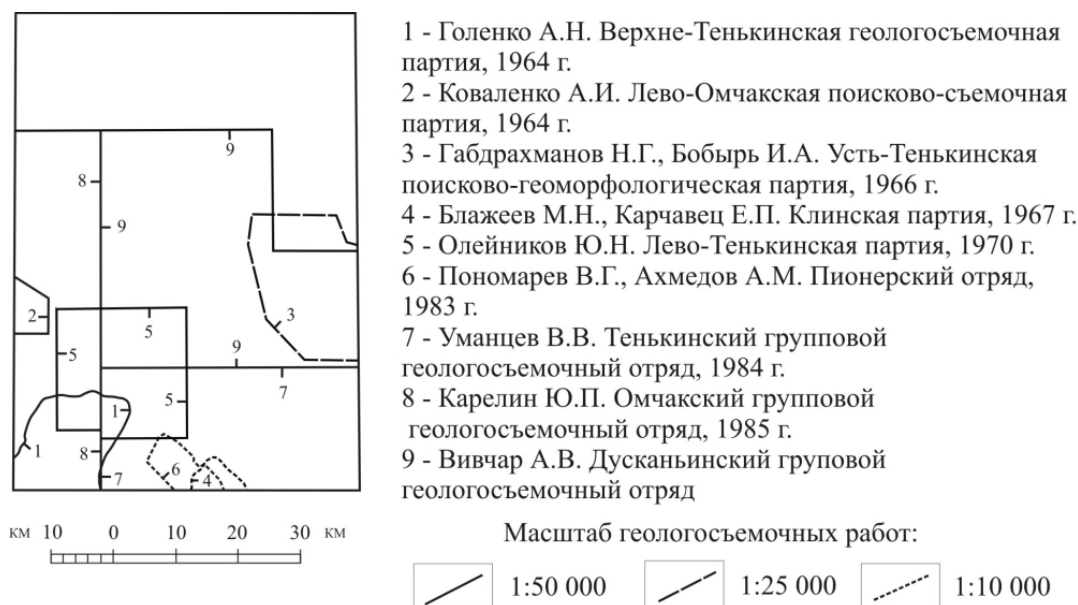 1 - Голенко А.Н. Верхне-Тенькинская геологосъемочная
партия, 1964 г.
2 - Коваленко А.И. Лево-Омчакская поисково-съемочная
партия, 1964 г.
3 - Габдрахманов Н.Г., Бобырь И.А. Усть-Тенькинская
поисково-геоморфологическая партия, 1966 г.
4 - Блажеев М.Н., Карчавец Е.П. Клинская партия, 1967 г.
5 - Олейников Ю.Н. Лево-Тенькинская партия, 1970 г.
6 - Пономарев В.Г., Ахмедов А.М. Пионерский отряд,
1983 г.
7 - Уманцев В.В. Тенькинский групповой
геологосъемочный отряд, 1984 г.
8 - Карелин Ю.П. Омчакский групповой
геологосъемочный отряд, 1985 г.
9 - Вивчар А.В. Дусканьинский груповой
геологосъемочный отряд
9
8
9
2
3
5
5
9
7
5
1
1
8
7
6
4
км 10 0 10 20 30 км
Масштаб геологосъемочных работ:
1:50 000 1:25 000 1:10 000